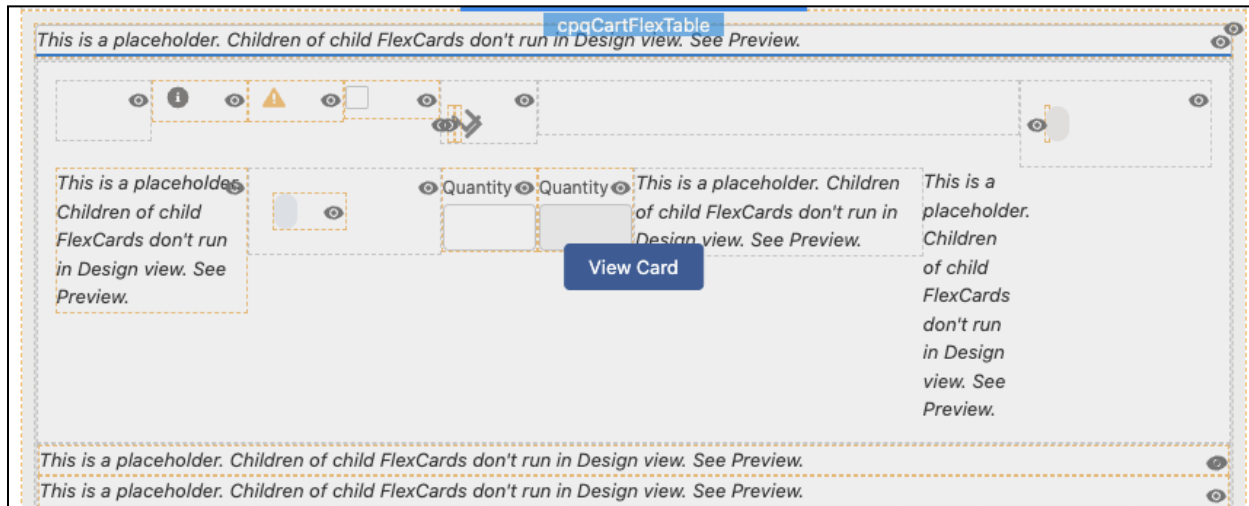 cpqCartFlexTable
This is a placeholder. Children of child FlexCards don't run in Design view. See Preview.
This is a placeholder.
Children of child
FlexCards don't run
in Design view. See
Preview.
Quantity
Quantity
This is a placeholder. Children
of child FlexCards don't run in
Design view. See Preview.
This is a
placeholder.
Children
of child
FlexCards
don't run
in Design
view. See
Preview.
View Card
This is a placeholder. Children of child FlexCards don't run in Design view. See Preview.
This is a placeholder. Children of child FlexCards don't run in Design view. See Preview.